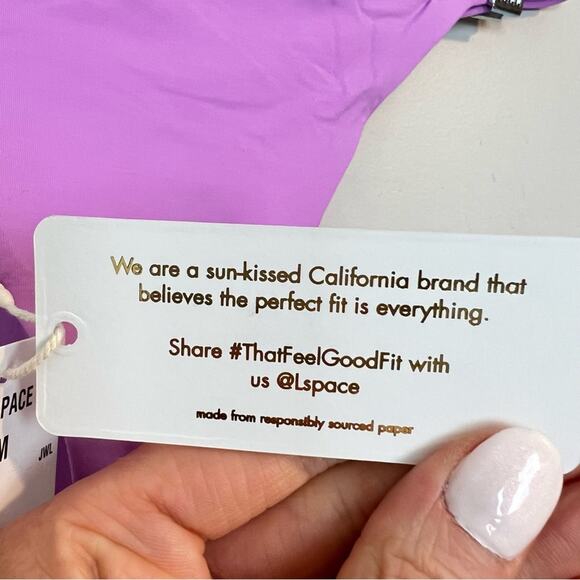 We are a sun-kissed California brand that
believes the perfect fit is everything.
Share #ThatFeelGoodFit with
us @Lspace
made from responsibly sourced paper
PACE
M
JWL